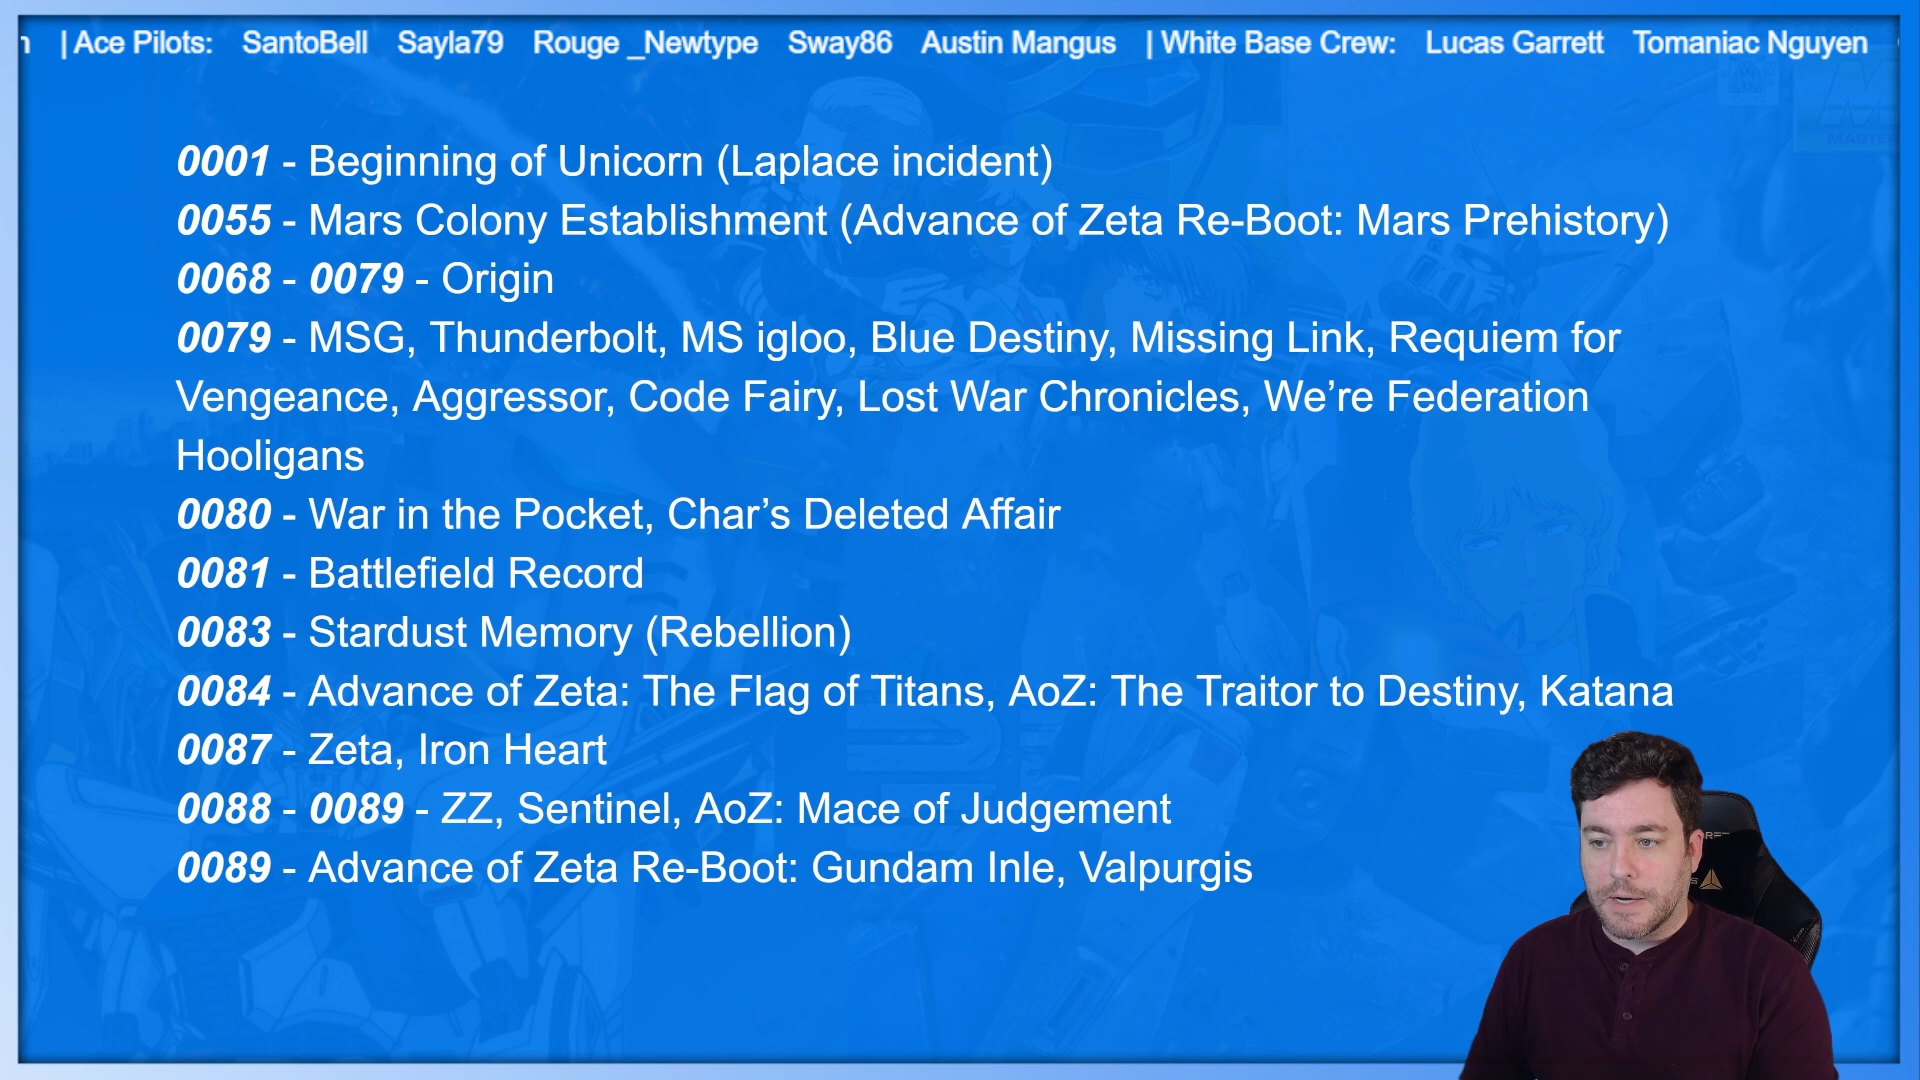 | Ace Pilots: SantoBell Sayla79 Rouge _Newtype Sway86 Austin Mangus | White Base Crew: Lucas Garrett Tomaniac Nguyen
0001 - Beginning of Unicorn (Laplace incident)
0055 - Mars Colony Establishment (Advance of Zeta Re-Boot: Mars Prehistory)
0068 - 0079 - Origin
0079 - MSG, Thunderbolt, MS igloo, Blue Destiny, Missing Link, Requiem for
Vengeance, Aggressor, Code Fairy, Lost War Chronicles, We’re Federation
Hooligans
0080 - War in the Pocket, Char’s Deleted Affair
0081 - Battlefield Record
0083 - Stardust Memory (Rebellion)
0084 - Advance of Zeta: The Flag of Titans, AoZ: The Traitor to Destiny, Katana
0087 - Zeta, Iron Heart
0088 - 0089 - ZZ, Sentinel, AoZ: Mace of Judgement
0089 - Advance of Zeta Re-Boot: Gundam Inle, Valpurgis